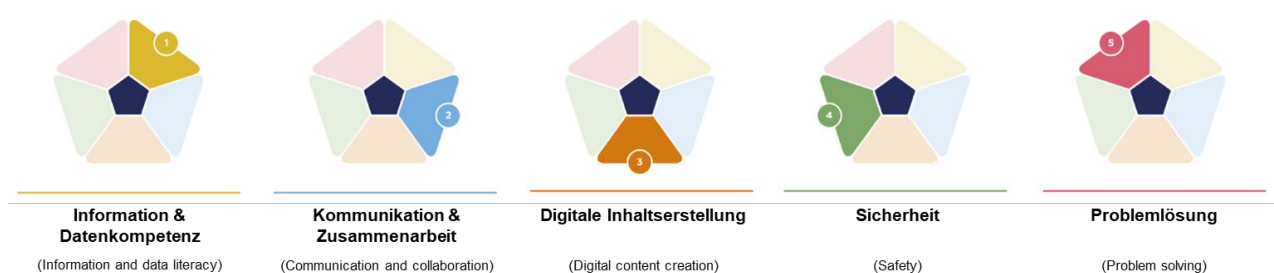 1
2
3
4
5
Information &
Datenkompetenz
(Information and data literacy)
Kommunikation &
Zusammenarbeit
(Communication and collaboration)
Digitale Inhaltserstellung
(Digital content creation)
Sicherheit
(Safety)
Problemlösung
(Problem solving)